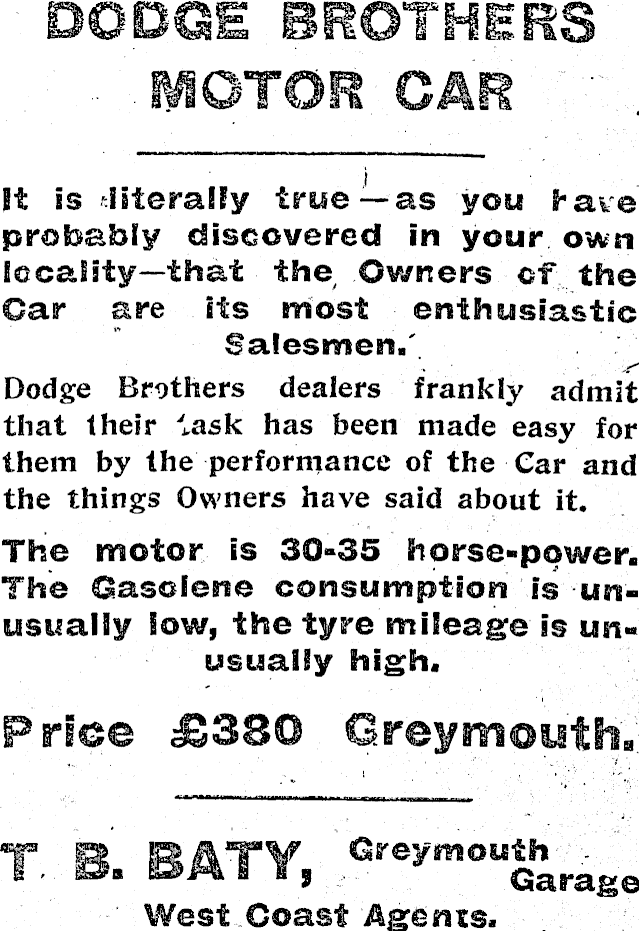 DODGE BROTHERS
MOTOR CAR
It is literally true—as you have
probably discovered in your own
locality—that the Owners of the
Car are its most enthusiastic
Salesmen.
Dodge Brothers dealers frankly admit
that their task has been made easy for
them by the performance of the Car and
the things Owners have said about it.
The motor is 30-35 horse-power.
The Gasolene consumption is un-
usually low, the tyre mileage is un-
usually high.
Price £380 Greymouth.
T. B. BATY, Greymouth
Garage
West Coast Agents.